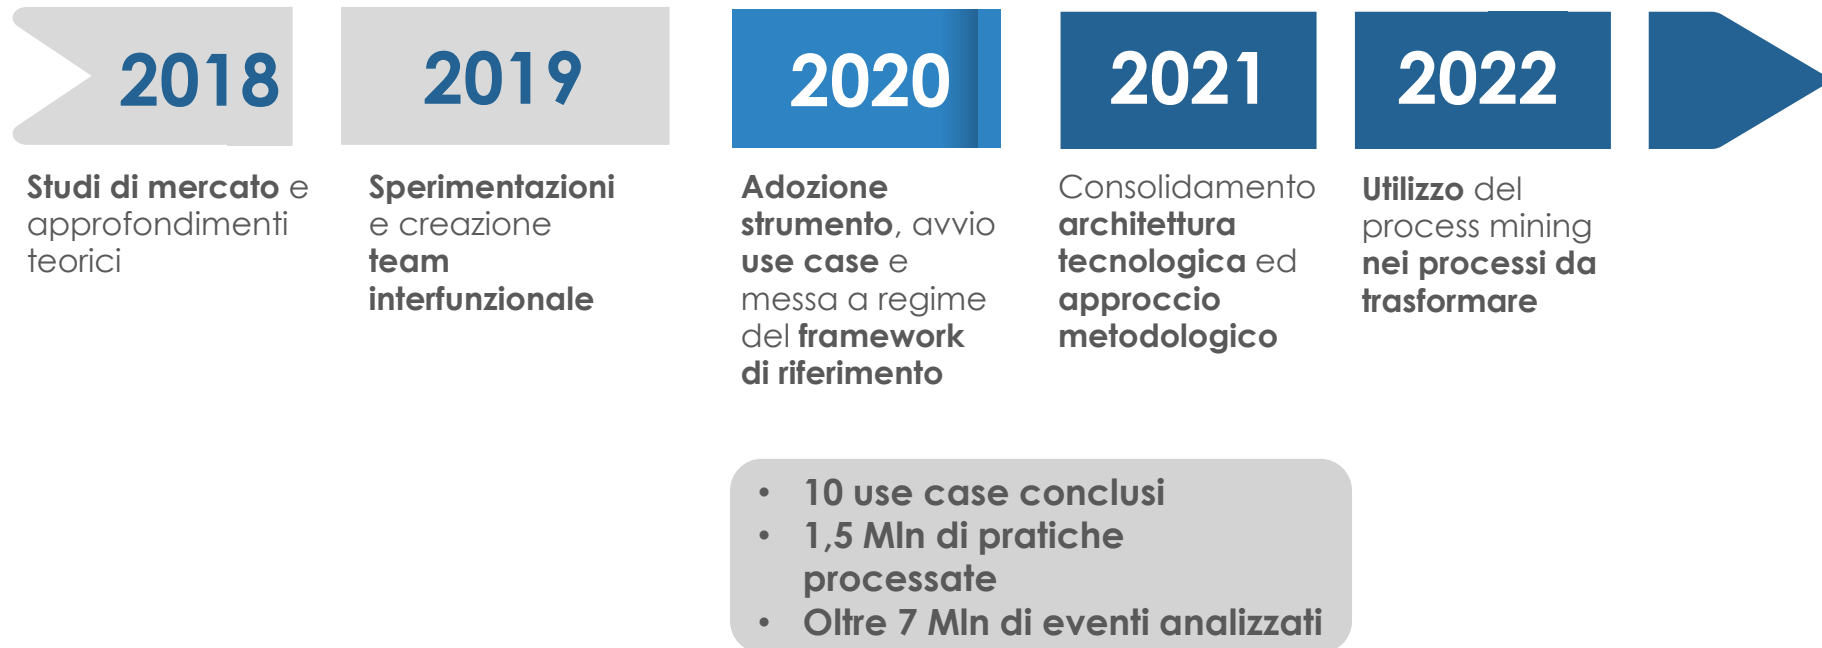 2018
2019
2020
2021
2022
Studi di mercato e
approfondimenti
teorici
Sperimentazioni
e creazione
team
interfunzionale
Adozione
strumento, avvio
use case e
messa a regime
del framework
di riferimento
Consolidamento
architettura
tecnologica ed
approccio
metodologico
Utilizzo del
process mining
nei processi da
trasformare
• 10 use case conclusi
• 1,5 Mln di pratiche
processate
• Oltre 7 Mln di eventi analizzati